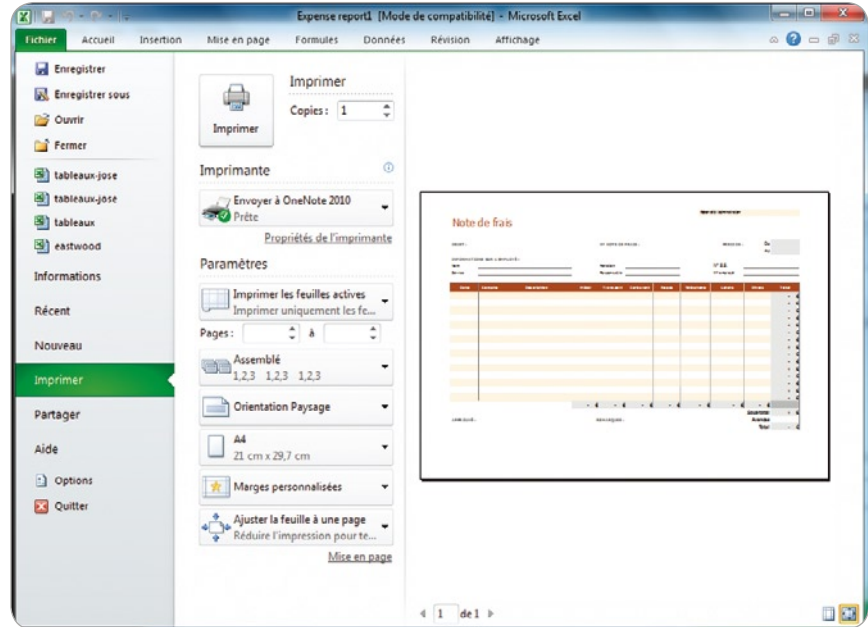 Expense report1 [Mode de compatibilité] - Microsoft Excel
Fichier Accueil Insertion Mise en page Formules Données Révision Affichage
Enregistrer
Enregistrer sous
Ouvrir
Fermer
tableaux-jose
tableaux-jose
tableaux
eastwood
Informations
Récent
Nouveau
Imprimer
Partager
Aide
Options
Quitter
Imprimer
Imprimer
Copies : 1
Imprimante
Envoyer à OneNote 2010
Prête
Propriétés de l'imprimante
Paramètres
Imprimer les feuilles actives
Imprimer uniquement les fe...
Pages : à
Assemblé
1,2,3 1,2,3 1,2,3
Orientation Paysage
A4
21 cm x 29,7 cm
Marges personnalisées
Ajuster la feuille à une page
Réduire l'impression pour te...
Mise en page
Note de frais
1 de 1